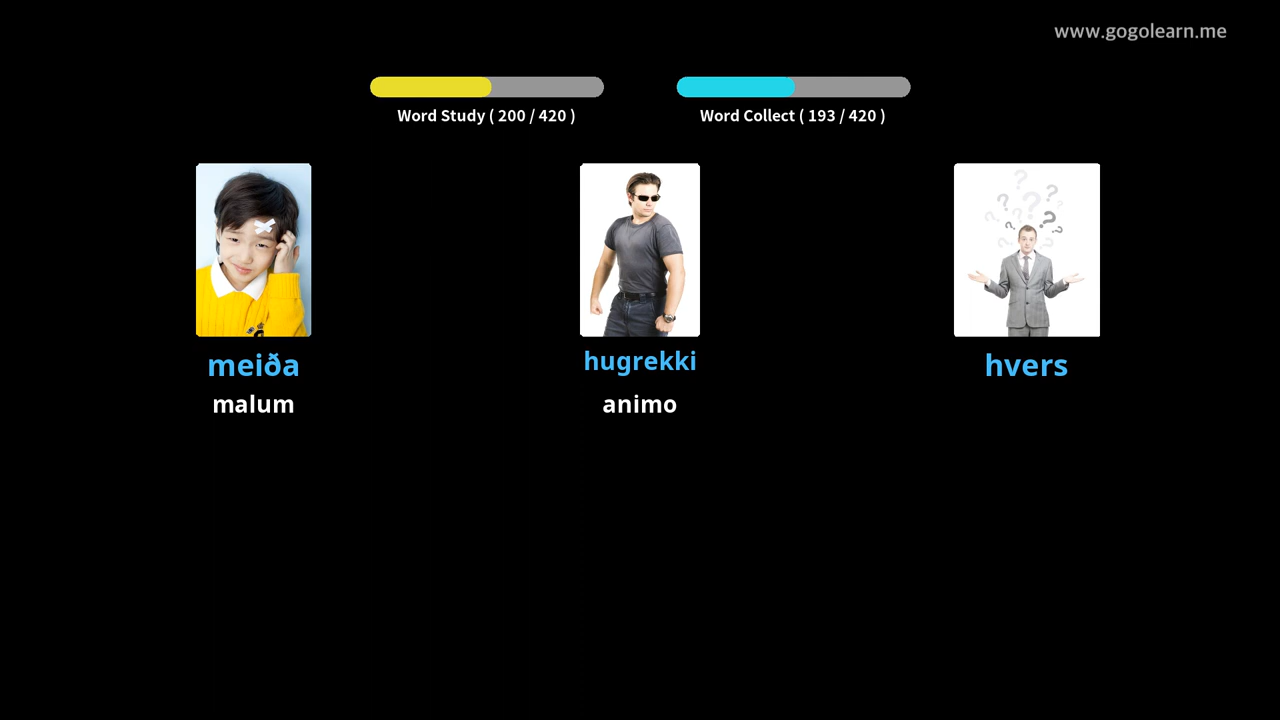 www.gogolearn.me
Word Study ( 200 / 420 )
Word Collect ( 193 / 420 )
meiða
malum
hugrekki
animo
hvers